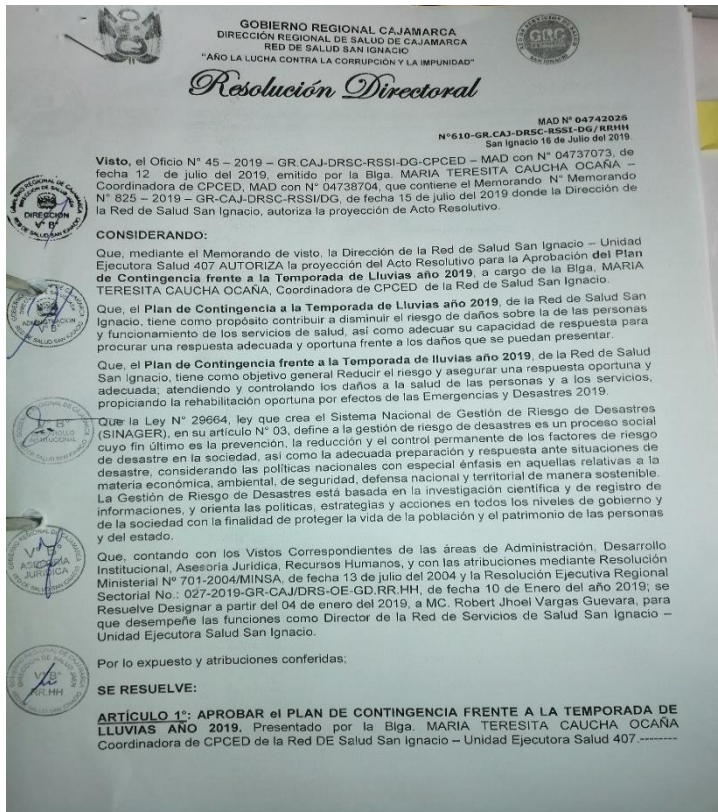 GOBIERNO REGIONAL CAJAMARCA
DIRECCIÓN REGIONAL DE SALUD DE CAJAMARCA
RED DE SALUD SAN IGNACIO
"AÑO LA LUCHA CONTRA LA CORRUPCIÓN Y LA IMPUNIDAD"
GRC
SAN IGNACIO
Resolución Directoral
MAD N° 04742025
N°610-GR.CAJ-DRSC-RSSI-DG/RRHH
San Ignacio 16 de Julio del 2019.
Visto, el Oficio N° 45 – 2019 – GR.CAJ-DRSC-RSSI-DG-CPCED – MAD con N° 04737073, de
fecha 12 de julio del 2019, emitido por la Blga. MARIA TERESITA CAUCHA OCAÑA –
Coordinadora de CPCED, MAD con N° 04738704, que contiene el Memorando N° Memorando
N° 825 – 2019 – GR-CAJ-DRSC-RSSI/DG, de fecha 15 de julio del 2019 donde la Dirección de
la Red de Salud San Ignacio, autoriza la proyección de Acto Resolutivo.
DIRECCIÓN
V° B°
CONSIDERANDO:
Que, mediante el Memorando de visto, la Dirección de la Red de Salud San Ignacio – Unidad
Ejecutora Salud 407 AUTORIZA la proyección del Acto Resolutivo para la Aprobación del Plan
de Contingencia frente a la Temporada de Lluvias año 2019, a cargo de la Blga. MARIA
TERESITA CAUCHA OCAÑA, Coordinadora de CPCED de la Red de Salud San Ignacio.
ADMINISTRACION
V° B°
Que, el Plan de Contingencia a la Temporada de Lluvias año 2019, de la Red de Salud San
Ignacio, tiene como propósito contribuir a disminuir el riesgo de daños sobre la de las personas
y funcionamiento de los servicios de salud, así como adecuar su capacidad de respuesta para
procurar una respuesta adecuada y oportuna frente a los daños que se puedan presentar.
Que, el Plan de Contingencia frente a la Temporada de lluvias año 2019, de la Red de Salud
San Ignacio, tiene como objetivo general Reducir el riesgo y asegurar una respuesta oportuna y
adecuada; atendiendo y controlando los daños a la salud de las personas y a los servicios,
propiciando la rehabilitación oportuna por efectos de las Emergencias y Desastres 2019.
Que la Ley N° 29664, ley que crea el Sistema Nacional de Gestión de Riesgo de Desastres
(SINAGER), en su artículo N° 03, define a la gestión de riesgo de desastres es un proceso social
cuyo fin último es la prevención, la reducción y el control permanente de los factores de riesgo
de desastre en la sociedad, así como la adecuada preparación y respuesta ante situaciones de
desastre, considerando las políticas nacionales con especial énfasis en aquellas relativas a la
materia económica, ambiental, de seguridad, defensa nacional y territorial de manera sostenible.
La Gestión de Riesgo de Desastres está basada en la investigación científica y de registro de
informaciones, y orienta las políticas, estrategias y acciones en todos los niveles de gobierno y
de la sociedad con la finalidad de proteger la vida de la población y el patrimonio de las personas
y del estado.
V° B°
ASESORIA
JURÍDICA
Que, contando con los Vistos Correspondientes de las áreas de Administración, Desarrollo
Institucional, Asesoria Juridica, Recursos Humanos, y con las atribuciones mediante Resolución
Ministerial Nº 701-2004/MINSA, de fecha 13 de julio del 2004 y la Resolución Ejecutiva Regional
Sectorial No.: 027-2019-GR-CAJ/DRS-OE-GD.RR.HH, de fecha 10 de Enero del año 2019; se
Resuelve Designar a partir del 04 de enero del 2019, a MC. Robert Jhoel Vargas Guevara, para
que desempeñe las funciones como Director de la Red de Servicios de Salud San Ignacio –
Unidad Ejecutora Salud San Ignacio.
V° B°
RR.HH
Por lo expuesto y atribuciones conferidas;
SE RESUELVE:
ARTÍCULO 1°: APROBAR el PLAN DE CONTINGENCIA FRENTE A LA TEMPORADA DE
LLUVIAS AÑO 2019. Presentado por la Blga. MARIA TERESITA CAUCHA OCAÑA
Coordinadora de CPCED de la Red DE Salud San Ignacio – Unidad Ejecutora Salud 407.--------